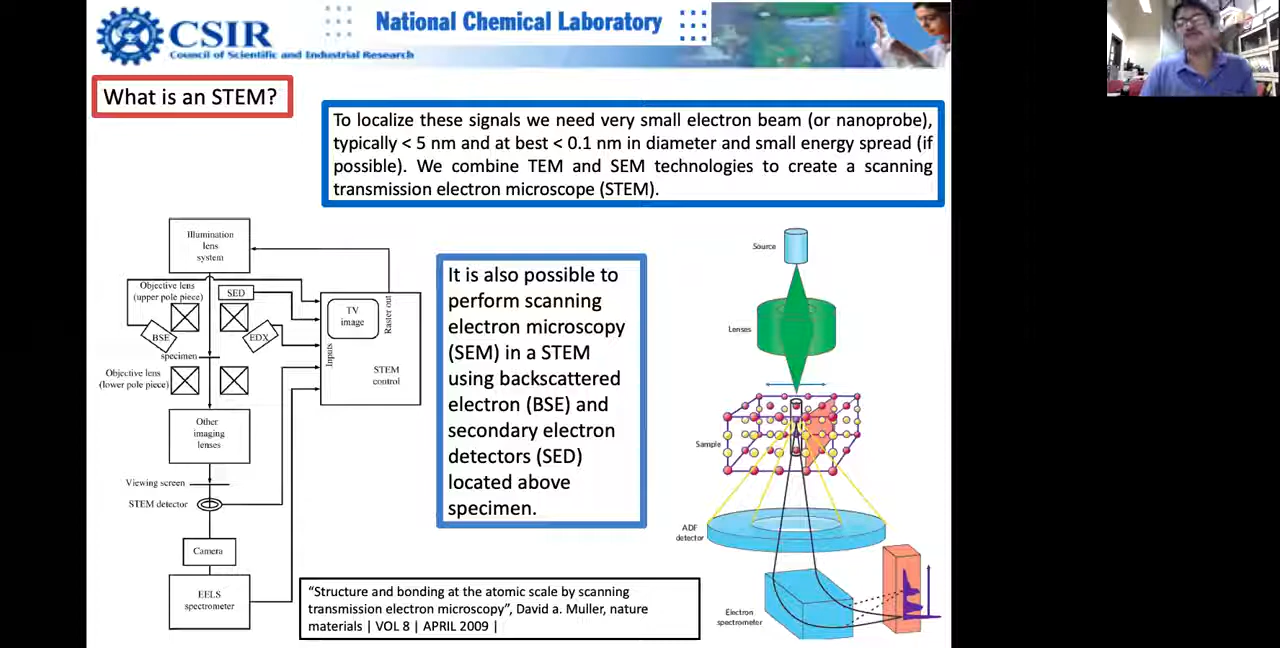 CSIR
Council of Scientific and Industrial Research
National Chemical Laboratory
What is an STEM?
To localize these signals we need very small electron beam (or nanoprobe),
typically < 5 nm and at best < 0.1 nm in diameter and small energy spread (if
possible). We combine TEM and SEM technologies to create a scanning
transmission electron microscope (STEM).
Illumination
lens
system
Objective lens
(upper pole piece)
SED
BSE
EDX
specimen
Objective lens
(lower pole piece)
TV
image
Raster out
Inputs
STEM
control
Other
imaging
lenses
Viewing screen
STEM detector
Camera
EELS
spectrometer
It is also possible to
perform scanning
electron microscopy
(SEM) in a STEM
using backscattered
electron (BSE) and
secondary electron
detectors (SED)
located above
specimen.
Source
Lenses
Sample
ADF
detector
Electron
spectrometer
“Structure and bonding at the atomic scale by scanning
transmission electron microscopy”, David a. Muller, nature
materials | VOL 8 | APRIL 2009 |